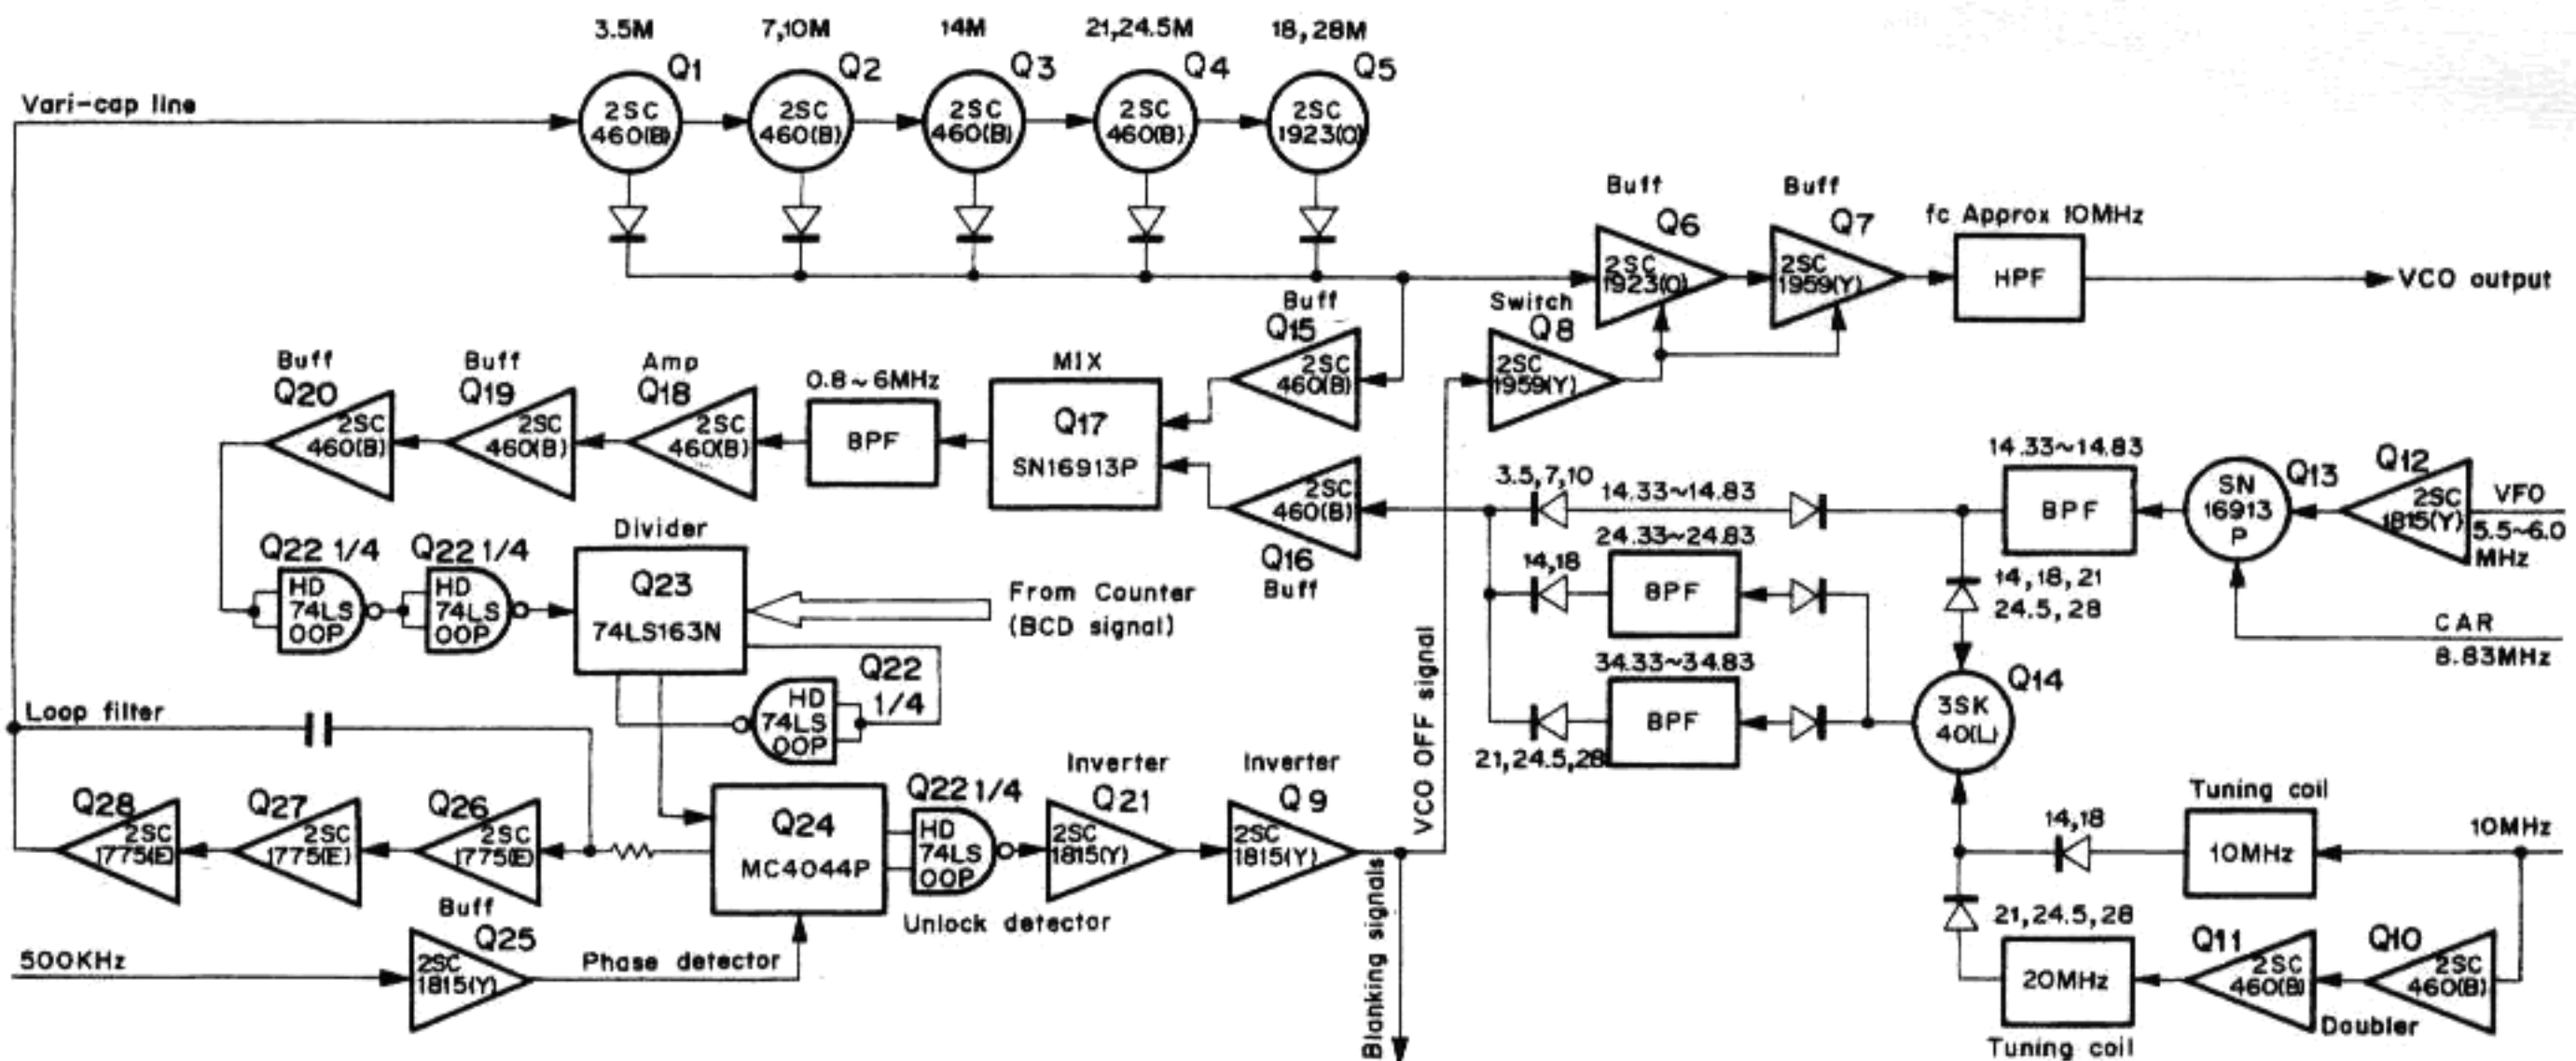 3.5M
7,10M
14M
21,24.5M
18,28M
Q1
Q2
Q3
Q4
Q5
Vari-cap line
2SC
460(B)
2SC
460(B)
2SC
460(B)
2SC
460(B)
2SC
1923(O)
Buff
Q6
2SC
1923(O)
Buff
Q7
2SC
1959(Y)
fc Approx 10MHz
HPF
VCO output
Switch
Q8
2SC
1959(Y)
Buff
Q15
2SC
460(B)
MIX
Q17
SN16913P
0.8~6MHz
BPF
Amp
Q18
2SC
460(B)
Buff
Q19
2SC
460(B)
Buff
Q20
2SC
460(B)
2SC
460(B)
Q16
Buff
3.5,7,10
14.33~14.83
14.33~14.83
BPF
Q13
SN
16913
P
Q12
2SC
1815(Y)
VFO
5.5~6.0
MHz
24.33~24.83
14,18
BPF
14,18,21
24.5,28
CAR
8.83MHz
34.33~34.83
BPF
21,24.5,28
Q14
3SK
40(L)
Q22 1/4
HD
74LS
00P
Q22 1/4
HD
74LS
00P
Divider
Q23
74LS163N
From Counter
(BCD signal)
Q22
1/4
HD
74LS
00P
Loop filter
Q28
2SC
1775(E)
Q27
2SC
1775(E)
Q26
2SC
1775(E)
Q24
MC4044P
Q22 1/4
HD
74LS
00P
Unlock detector
Inverter
Q21
2SC
1815(Y)
Inverter
Q9
2SC
1815(Y)
VCO OFF signal
Blanking signals
Tuning coil
14,18
10MHz
10MHz
21,24.5,28
20MHz
Tuning coil
Q11
2SC
460(B)
Doubler
Q10
2SC
460(B)
500KHz
Buff
Q25
2SC
1815(Y)
Phase detector